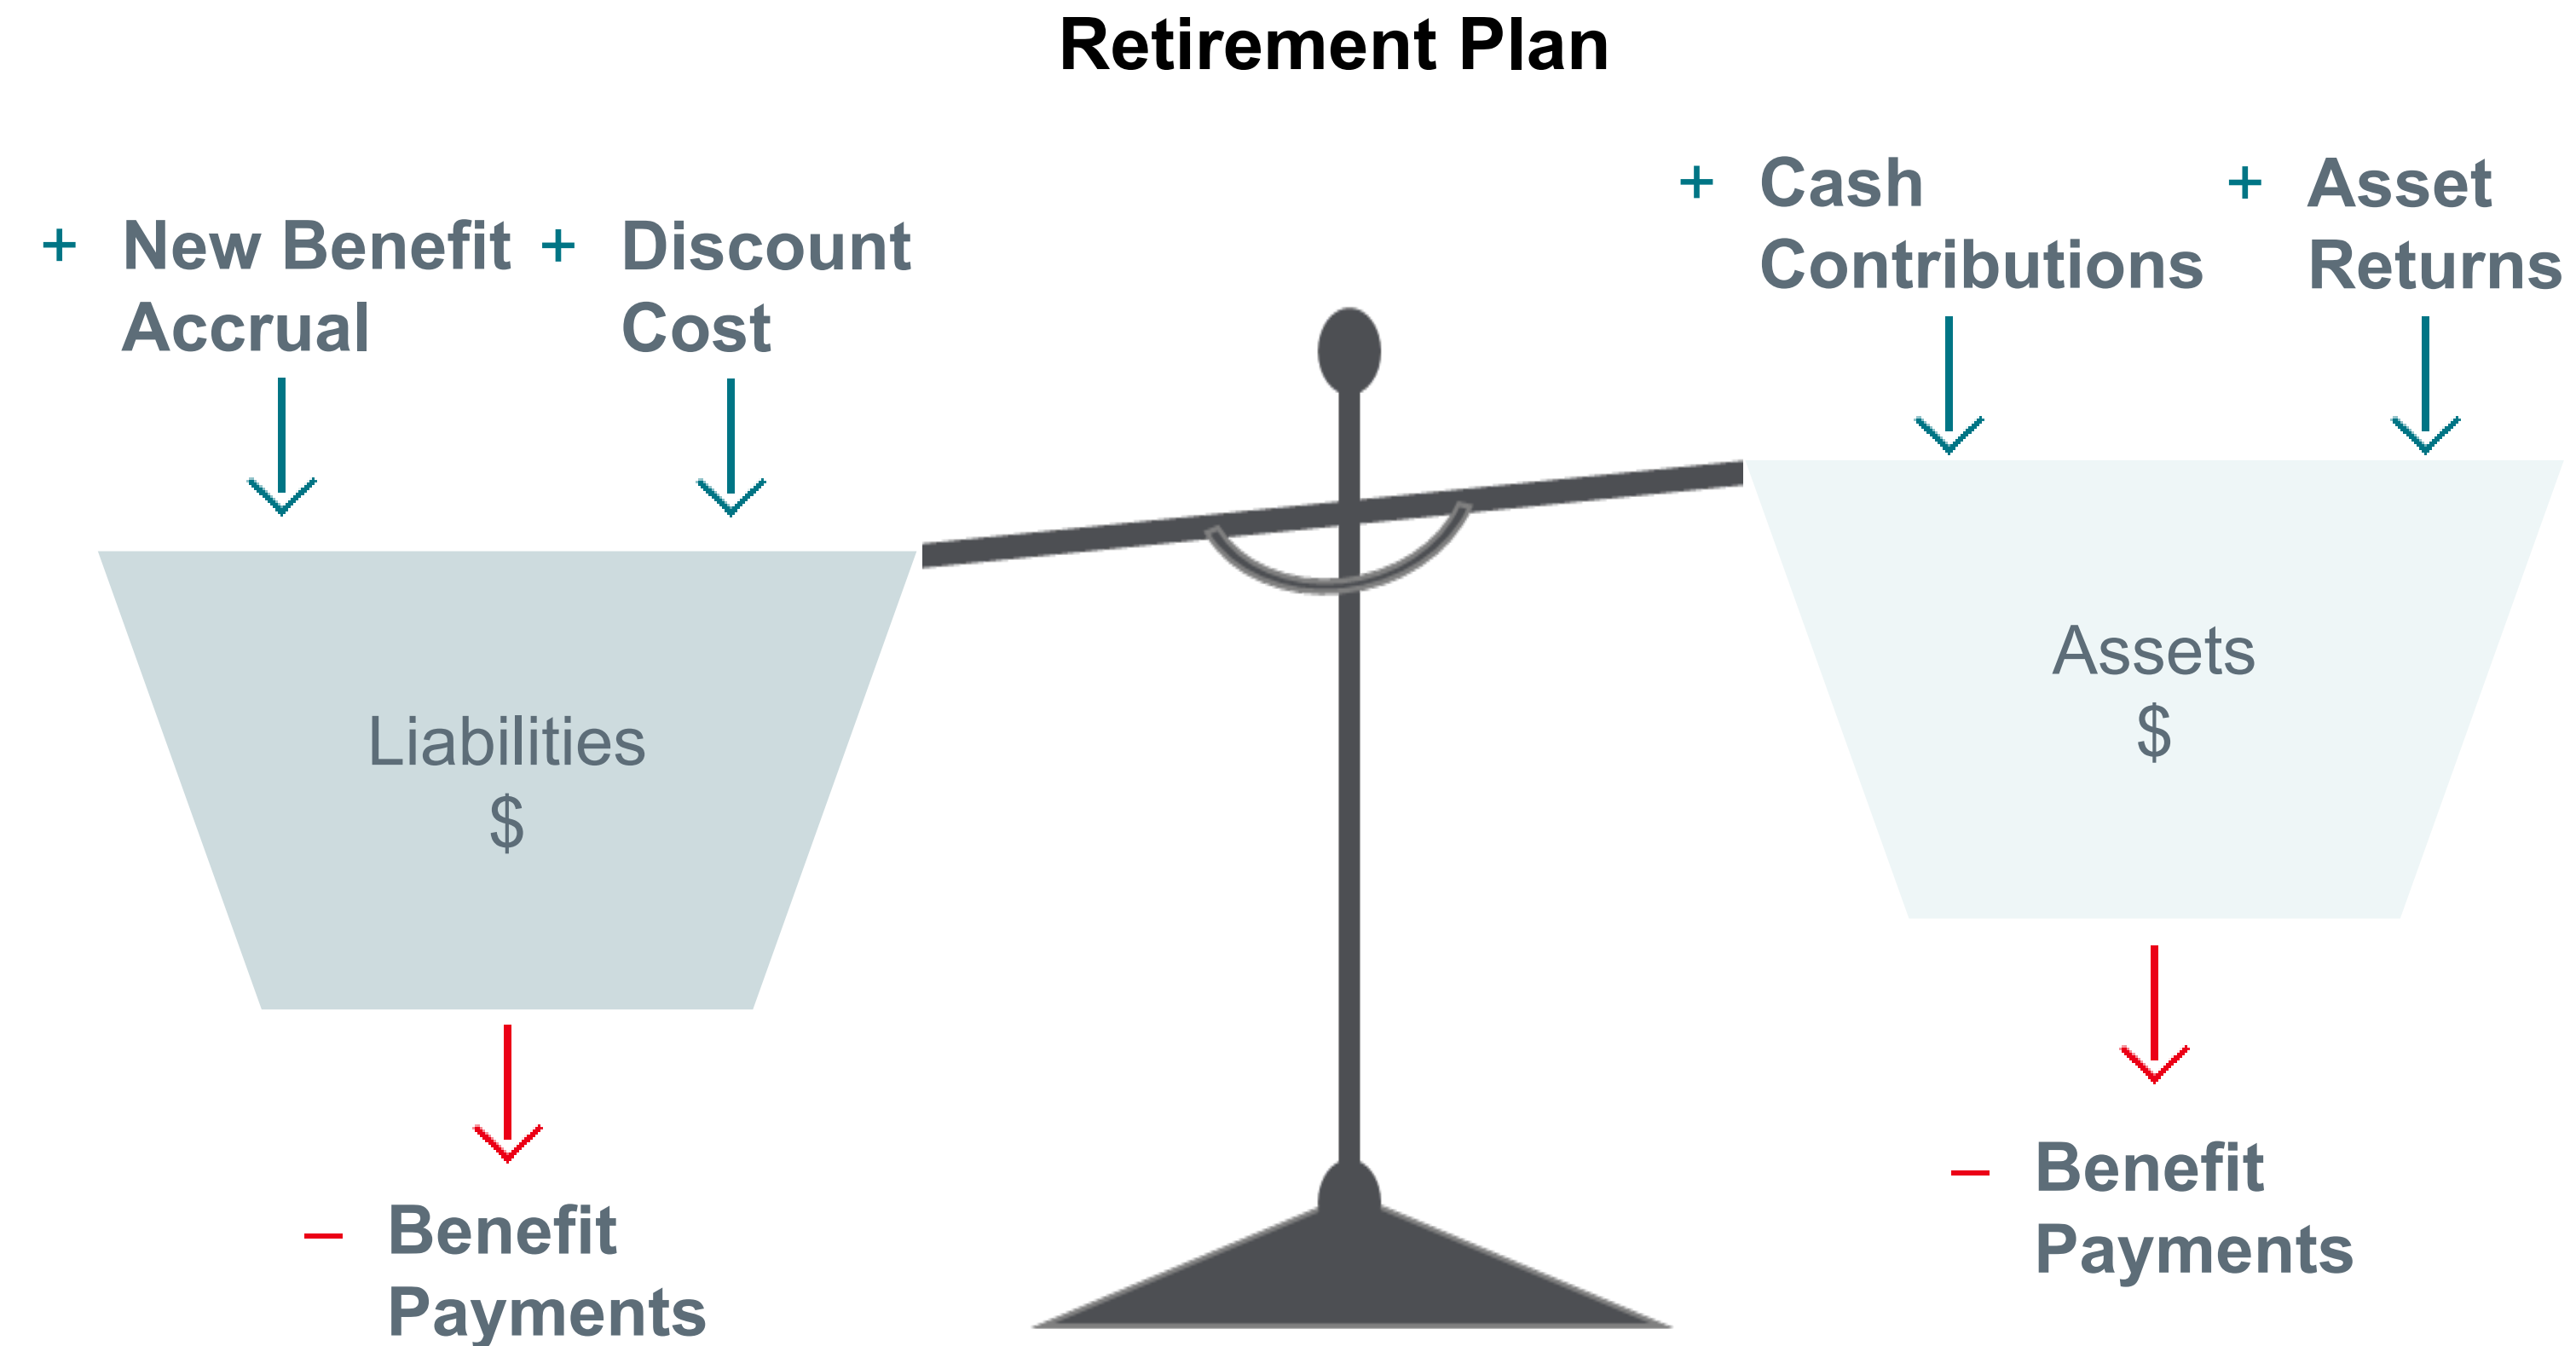 Retirement Plan
+ New Benefit
Accrual
+ Discount
Cost
+ Cash
Contributions
+ Asset
Returns
Liabilities
$
Assets
$
– Benefit
Payments
– Benefit
Payments